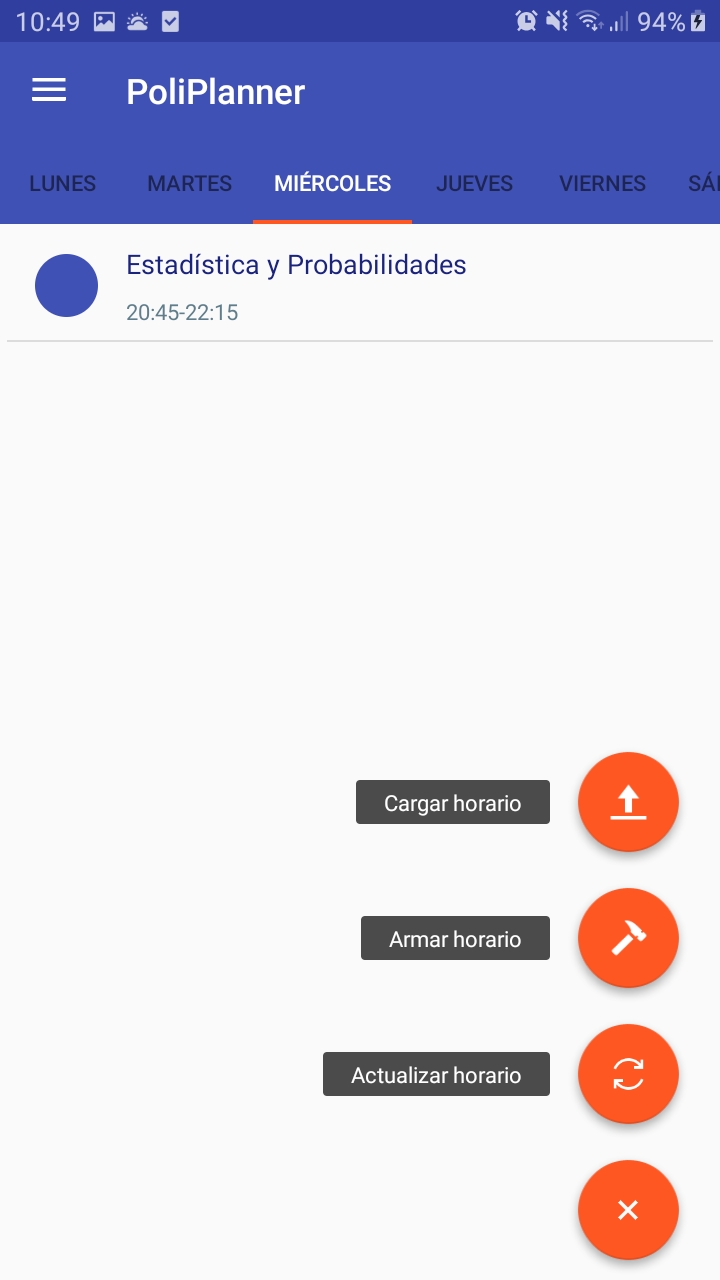 10:49 94%
PoliPlanner
LUNES MARTES MIÉRCOLES JUEVES VIERNES SÁ
Estadística y Probabilidades
20:45-22:15
Cargar horario
Armar horario
Actualizar horario